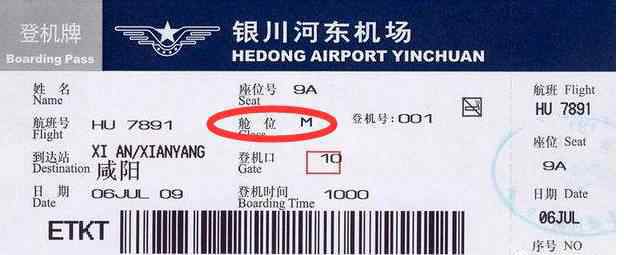 登机牌
Boarding Pass
银川河东机场
HEDONG AIRPORT YINCHUAN
姓 名
Name
座位号 9A
Seat
航班号 HU 7891
Flight
舱 位 M
Class
登机号:001
到达站 XI AN/XIANYANG
Destination 咸阳
登机口 10
Gate
日 期 06JUL 09
Date
登机时间 1000
Boarding Time
ETKT
航班 Flight
HU 7891
座位 Seat
9A
日期 Date
06JUL
序号 NO